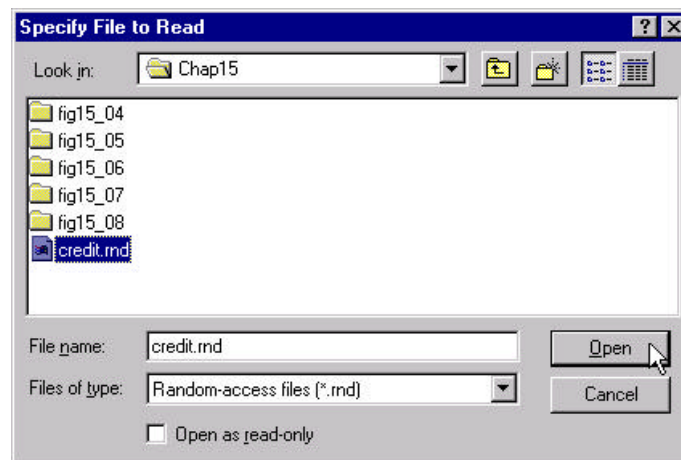 Specify File to Read
Look in: Chap15
fig15_04
fig15_05
fig15_06
fig15_07
fig15_08
credit.rnd
File name: credit.rnd Open
Files of type: Random-access files (*.rnd) Cancel
Open as read-only